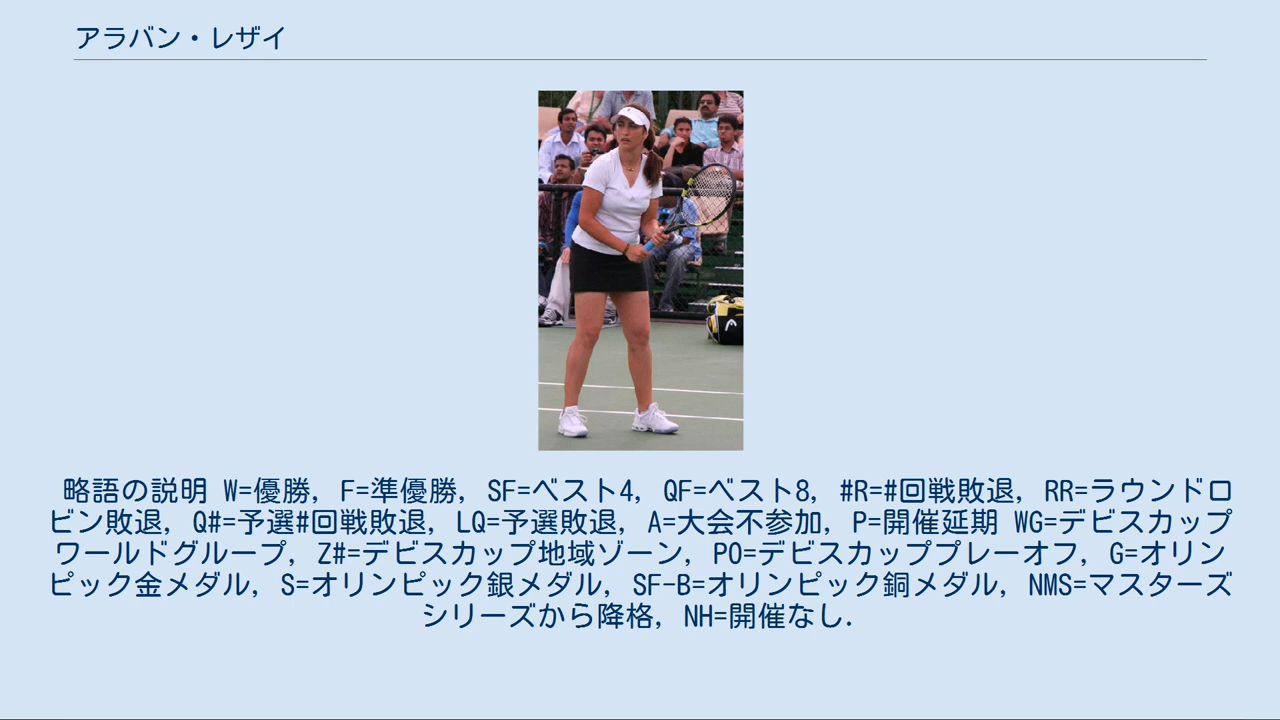 アラバン・レザイ
略語の説明 W=優勝, F=準優勝, SF=ベスト4, QF=ベスト8, #R=#回戦敗退, RR=ラウンドロ
ビン敗退, Q#=予選#回戦敗退, LQ=予選敗退, A=大会不参加, P=開催延期 WG=デビスカップ
ワールドグループ, Z#=デビスカップ地域ゾーン, PO=デビスカッププレーオフ, G=オリン
ピック金メダル, S=オリンピック銀メダル, SF-B=オリンピック銅メダル, NMS=マスターズ
シリーズから降格, NH=開催なし.